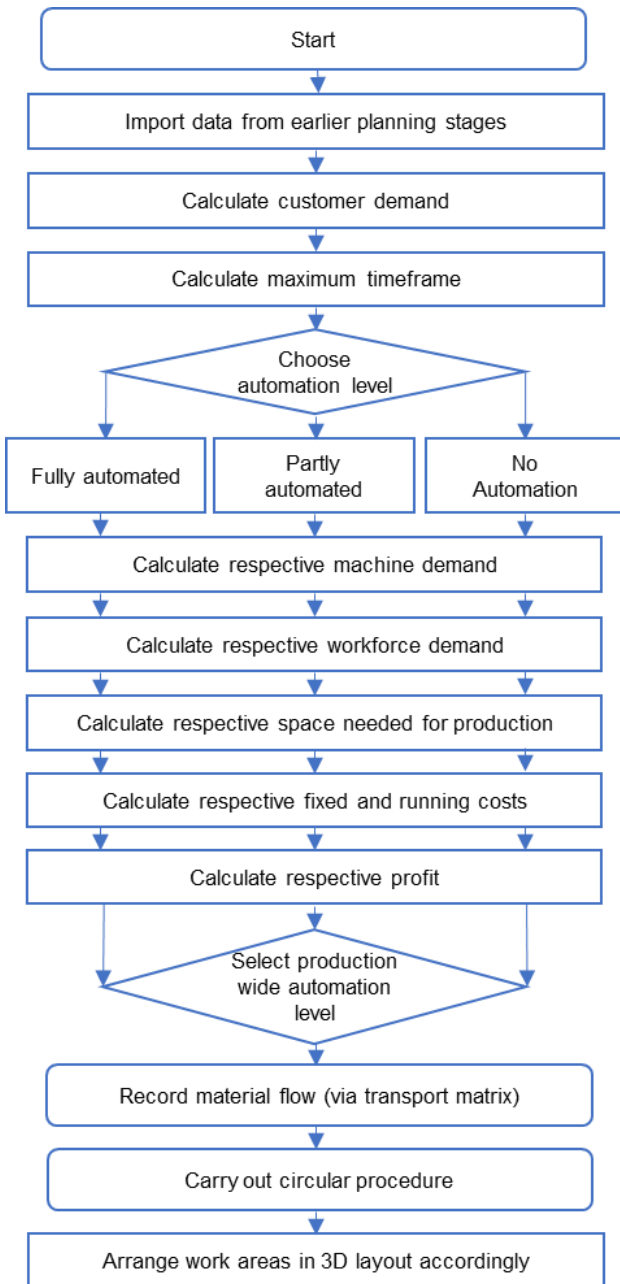 Start
Import data from earlier planning stages
Calculate customer demand
Calculate maximum timeframe
Choose
automation level
Fully automated
Partly
automated
No
Automation
Calculate respective machine demand
Calculate respective workforce demand
Calculate respective space needed for production
Calculate respective fixed and running costs
Calculate respective profit
Select production
wide automation
level
Record material flow (via transport matrix)
Carry out circular procedure
Arrange work areas in 3D layout accordingly